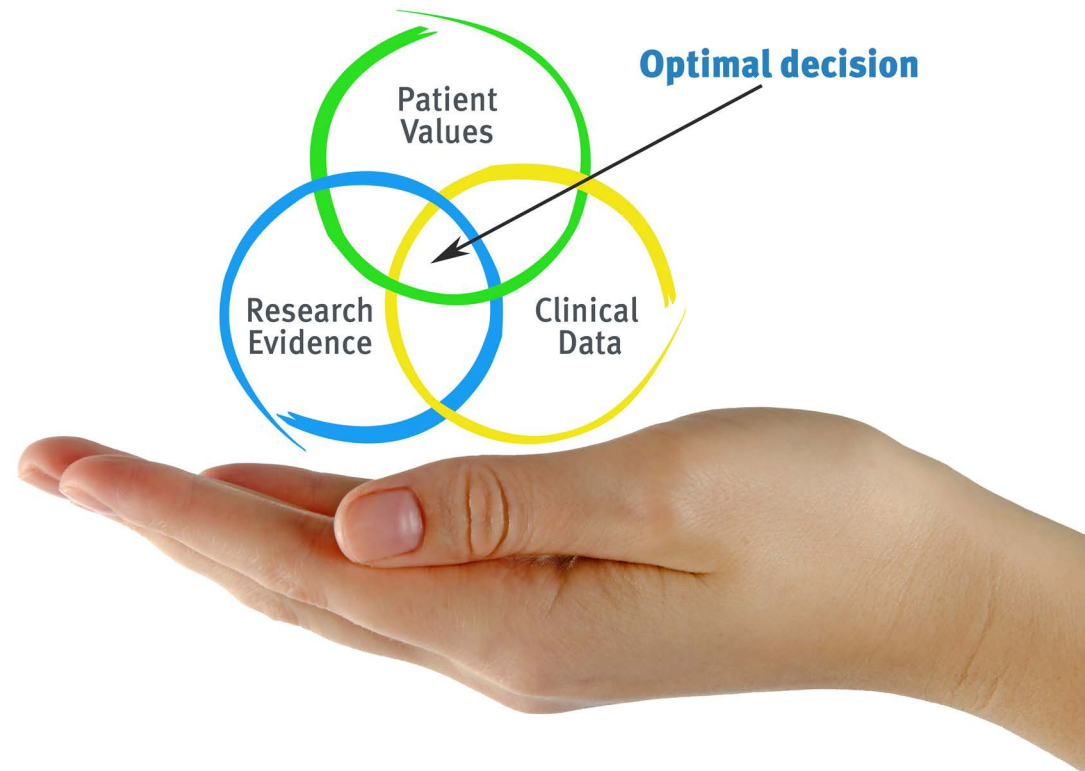 Optimal decision
Patient
Values
Research
Evidence
Clinical
Data